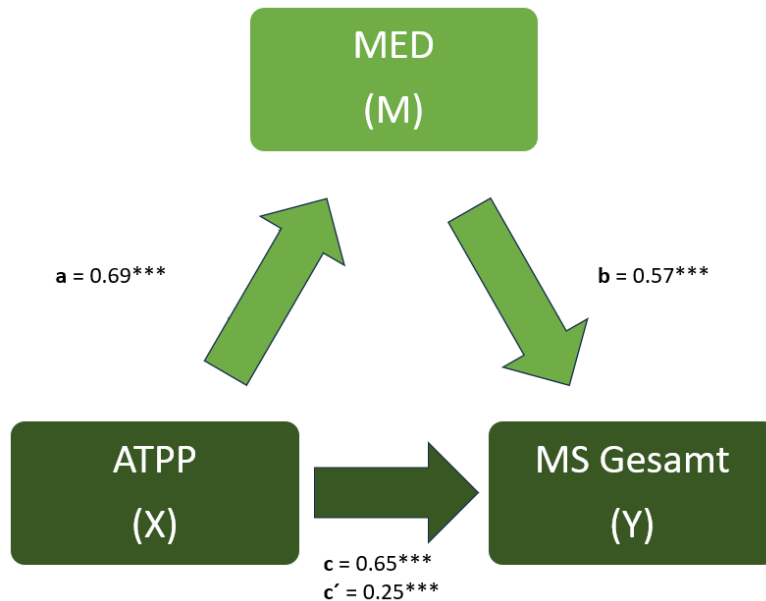 MED
(M)
a = 0.69***
b = 0.57***
ATPP
(X)
MS Gesamt
(Y)
c = 0.65***
c´ = 0.25***